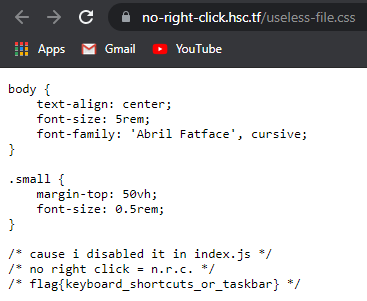 no-right-click.hsc.tf/useless-file.css
Apps Gmail YouTube
body {
    text-align: center;
    font-size: 5rem;
    font-family: 'Abril Fatface', cursive;
}
.small {
    margin-top: 50vh;
    font-size: 0.5rem;
}
/* cause i disabled it in index.js */
/* no right click = n.r.c. */
/* flag{keyboard_shortcuts_or_taskbar} */